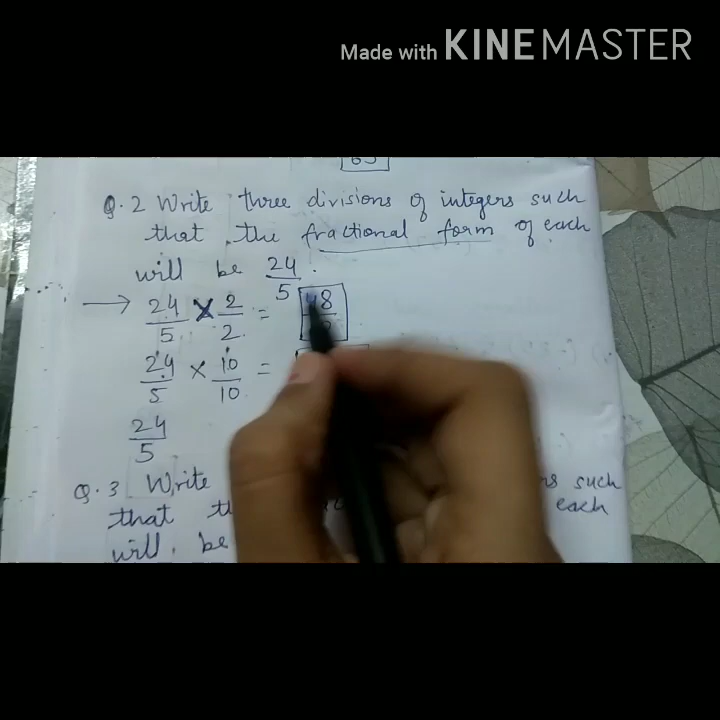 Made with KINEMASTER
Q.2 Write three divisions of integers such
that the fractional form of each
will be 24/5.
→ 24/5 × 2/2 = 48
24/5 × 10/10 =
24/5
Q.3 Write such
that each
will be